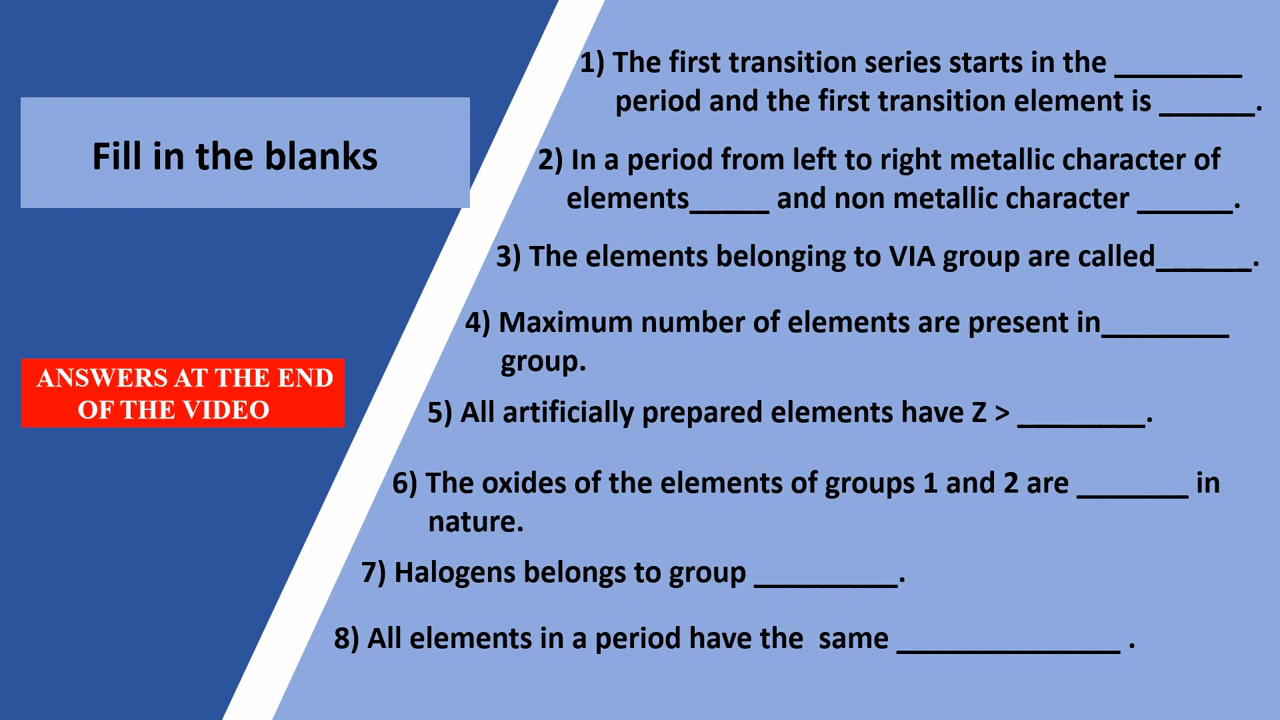 Fill in the blanks
ANSWERS AT THE END
OF THE VIDEO
1) The first transition series starts in the ________
period and the first transition element is ______.
2) In a period from left to right metallic character of
elements_____ and non metallic character ______.
3) The elements belonging to VIA group are called______.
4) Maximum number of elements are present in________
group.
5) All artificially prepared elements have Z > ________.
6) The oxides of the elements of groups 1 and 2 are _______ in
nature.
7) Halogens belongs to group _________.
8) All elements in a period have the  same ______________ .